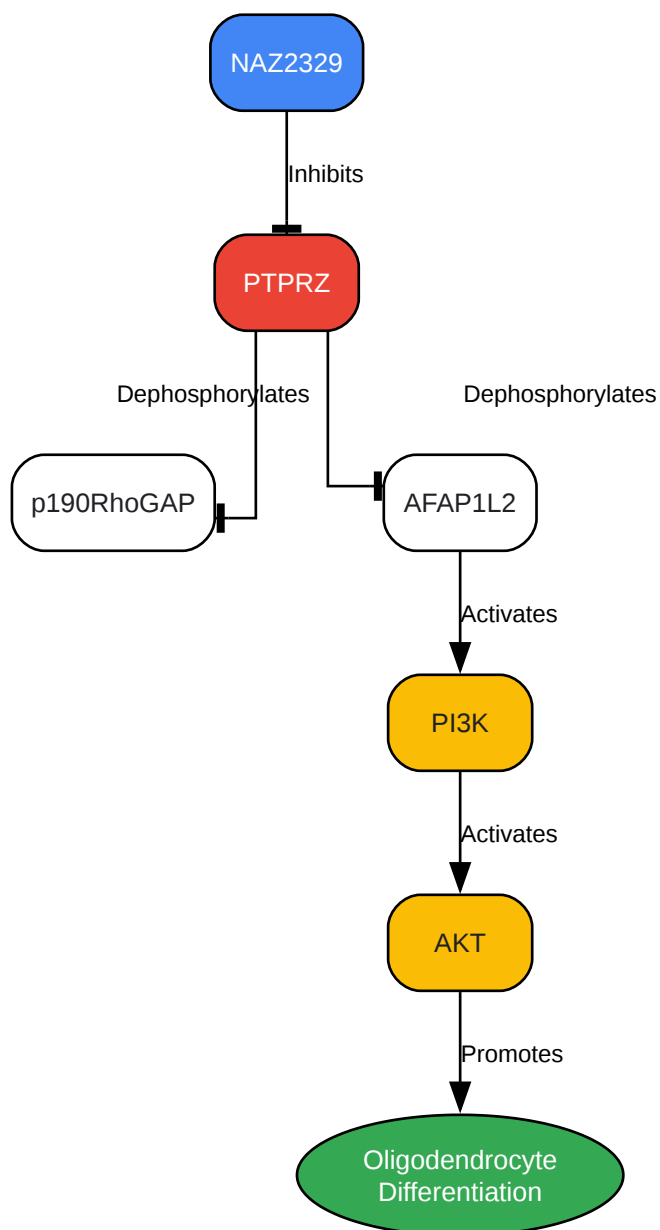 NAZ2329
Inhibits
PTPRZ
Dephosphorylates
Dephosphorylates
p190RhoGAP
AFAP1L2
Activates
PI3K
Activates
AKT
Promotes
Oligodendrocyte
Differentiation